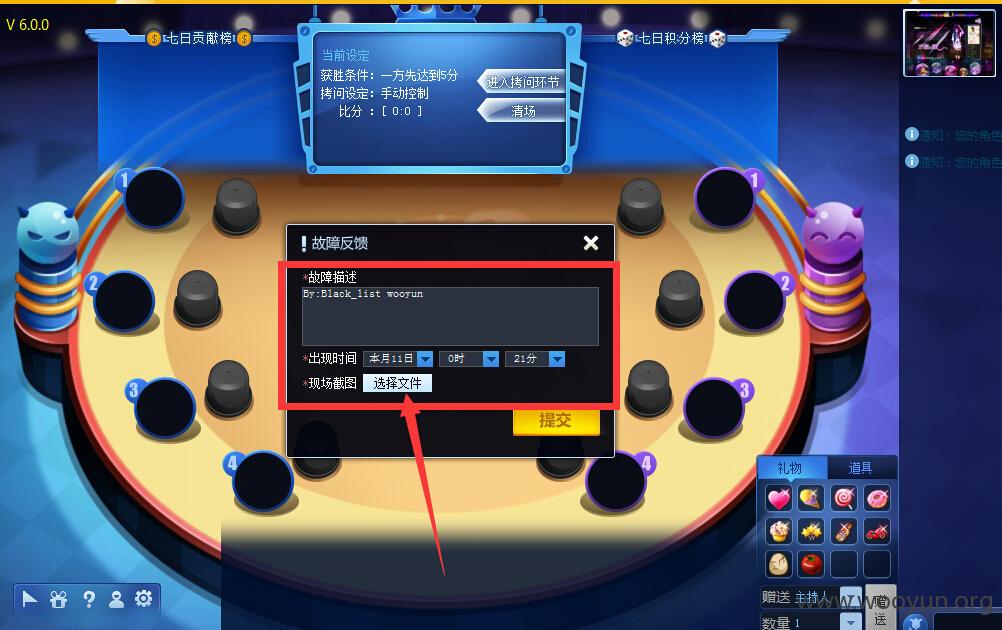 V 6.0.0
七日贡献榜
七日积分榜
当前设定
获胜条件：一方先达到5分
进入拷问环节
拷问设定：手动控制
比分：[ 0:0 ]
清场
通知：您的角色
通知：您的角色
1
1
2
2
3
3
4
4
故障反馈
*故障描述
By:Black_list wooyun
*出现时间 本月11日 0时 21分
*现场截图 选择文件
提交
礼物
道具
赠送 主持人
赠送
数量 1
www.wooyun.org